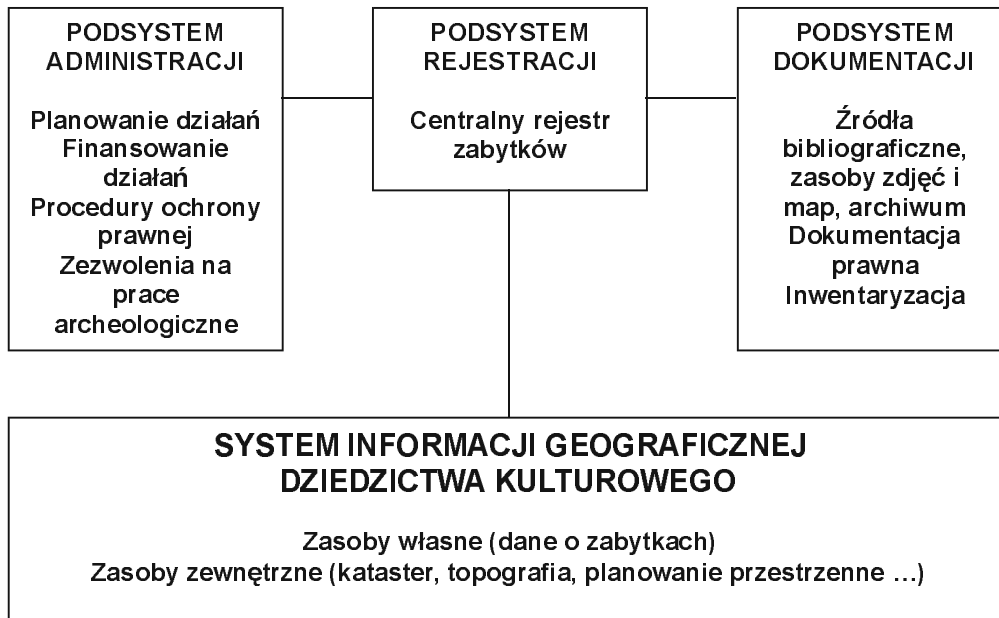 PODSYSTEM
ADMINISTRACJI
Planowanie działań
Finansowanie
działań
Procedury ochrony
prawnej
Zezwolenia na
prace
archeologiczne
PODSYSTEM
REJESTRACJI
Centralny rejestr
zabytków
PODSYSTEM
DOKUMENTACJI
Źródła
bibliograficzne,
zasoby zdjęć i
map, archiwum
Dokumentacja
prawna
Inwentaryzacja
SYSTEM INFORMACJI GEOGRAFICZNEJ
DZIEDZICTWA KULTUROWEGO
Zasoby własne (dane o zabytkach)
Zasoby zewnętrzne (kataster, topografia, planowanie przestrzenne ...)